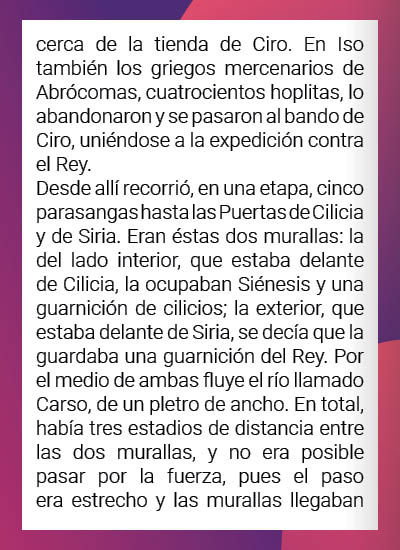 cerca de la tienda de Ciro. En Iso
también los griegos mercenarios de
Abrócomas, cuatrocientos hoplitas, lo
abandonaron y se pasaron al bando de
Ciro, uniéndose a la expedición contra
el Rey.
Desde allí recorrió, en una etapa, cinco
parasangas hasta las Puertas de Cilicia
y de Siria. Eran éstas dos murallas: la
del lado interior, que estaba delante
de Cilicia, la ocupaban Siénesis y una
guarnición de cilicios; la exterior, que
estaba delante de Siria, se decía que la
guardaba una guarnición del Rey. Por
el medio de ambas fluye el río llamado
Carso, de un pletro de ancho. En total,
había tres estadios de distancia entre
las dos murallas, y no era posible
pasar por la fuerza, pues el paso
era estrecho y las murallas llegaban